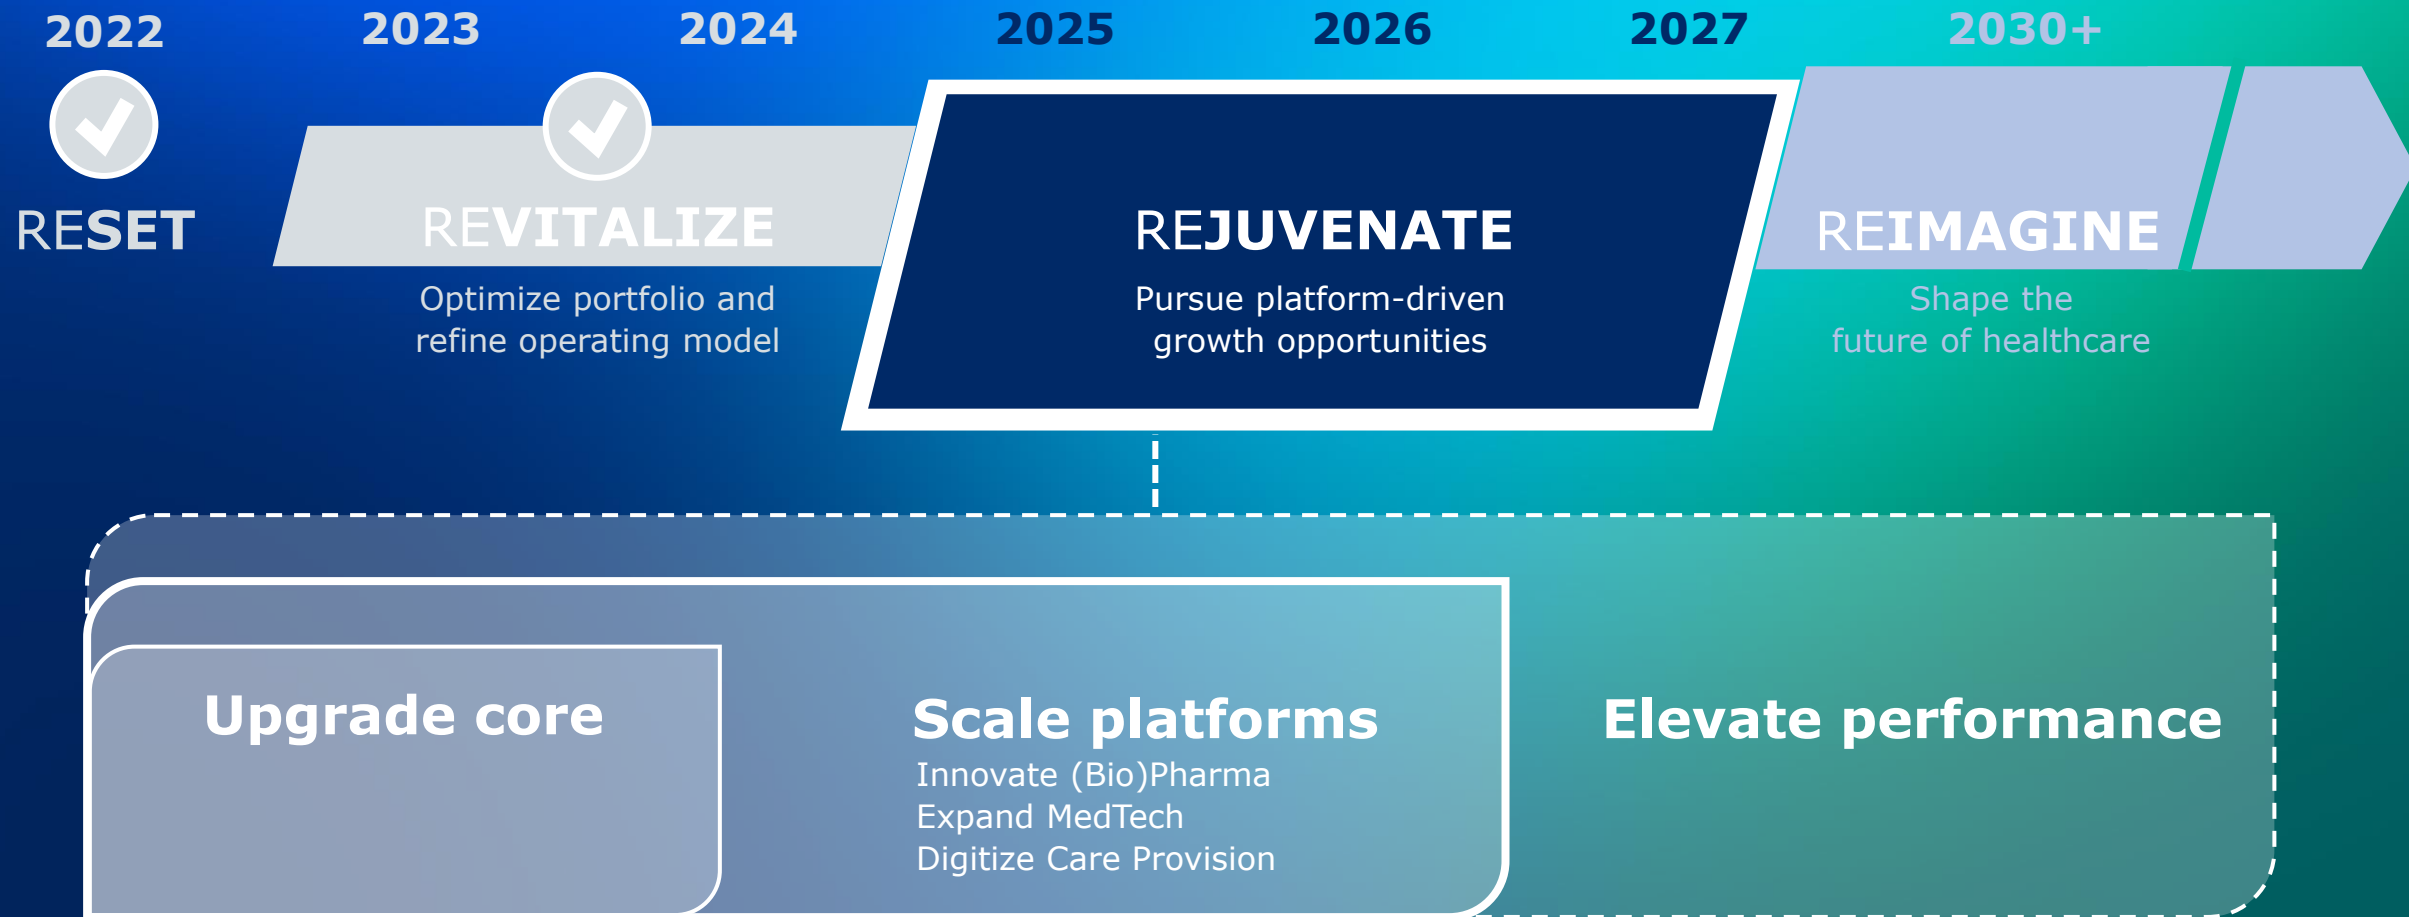 2022 2023 2024 2025 2026 2027 2030+
RESET
REVITALIZE
Optimize portfolio and
refine operating model
REJUVENATE
Pursue platform-driven
growth opportunities
REIMAGINE
Shape the
future of healthcare
Upgrade core
Scale platforms
Innovate (Bio)Pharma
Expand MedTech
Digitize Care Provision
Elevate performance